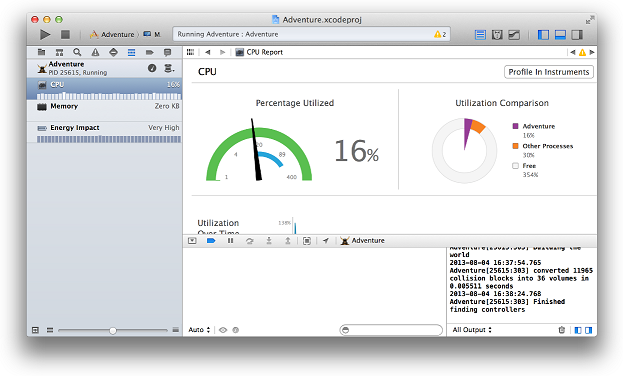 Adventure.xcodeproj
Adventure
M
Running Adventure : Adventure
2
Adventure
PID 25615, Running
CPU
16%
Memory
Zero KB
Energy Impact
Very High
CPU Report
CPU
Profile In Instruments
Percentage Utilized
1
4
20
89
400
16%
Utilization Comparison
Adventure
16%
Other Processes
30%
Free
354%
Utilization
Over Time
138%
Adventure
Adventure[25615:303] Building the
world
2013-08-04 16:37:54.765
Adventure[25615:303] converted 11965
collision blocks into 36 volumes in
0.005511 seconds
2013-08-04 16:38:24.768
Adventure[25615:303] Finished
finding controllers
Auto
All Output